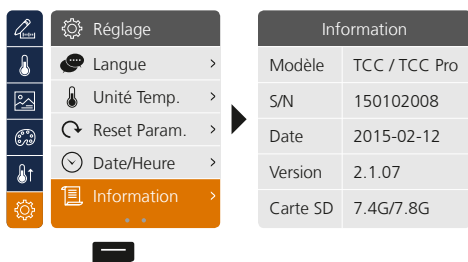 Réglage
Langue
Unité Temp.
Reset Param.
Date/Heure
Information
Information
Modèle TCC / TCC Pro
S/N 150102008
Date 2015-02-12
Version 2.1.07
Carte SD 7.4G/7.8G